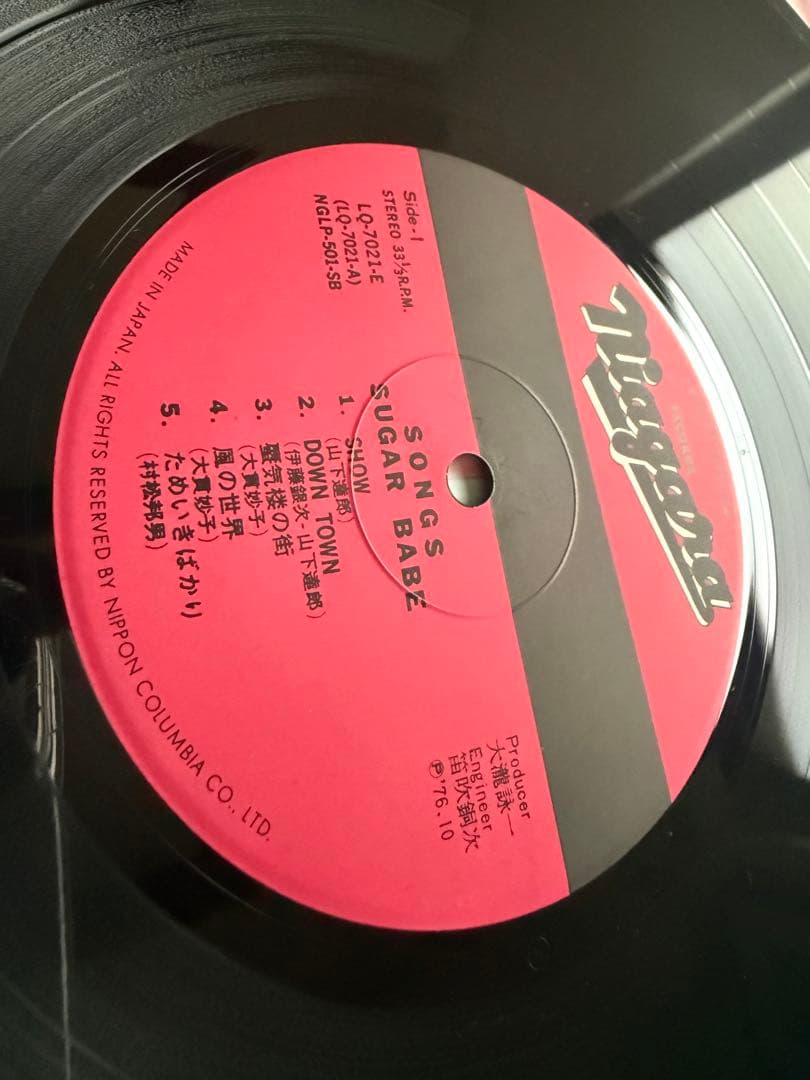 Niagara
RECORDS
Side-1
STEREO 33⅓R.P.M.
LQ-7021-E
(LQ-7021-A)
NGLP-501-SB
Producer
大瀧詠一
Engineer
笛吹銅次
Ⓟ'76.10
SONGS
SUGAR BABE
1. SHOW
(山下達郎)
2. DOWN TOWN
(伊藤銀次-山下達郎)
3. 蜃気楼の街
(大貫妙子)
4. 風の世界
(大貫妙子)
5. ためいきばかり
(村松邦男)
MADE IN JAPAN. ALL RIGHTS RESERVED BY NIPPON COLUMBIA CO., LTD.